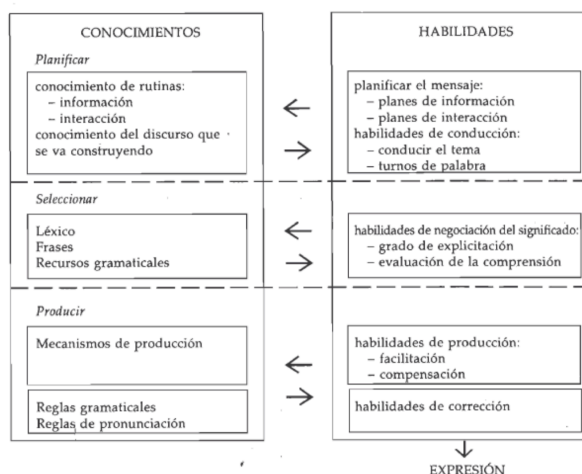 CONOCIMIENTOS
Planificar
conocimiento de rutinas:
– información
– interacción
conocimiento del discurso que
se va construyendo
Seleccionar
Léxico
Frases
Recursos gramaticales
Producir
Mecanismos de producción
Reglas gramaticales
Reglas de pronunciación
HABILIDADES
planificar el mensaje:
– planes de información
– planes de interacción
habilidades de conducción:
– conducir el tema
– turnos de palabra
habilidades de negociación del significado:
– grado de explicitación
– evaluación de la comprensión
habilidades de producción:
– facilitación
– compensación
habilidades de corrección
EXPRESIÓN